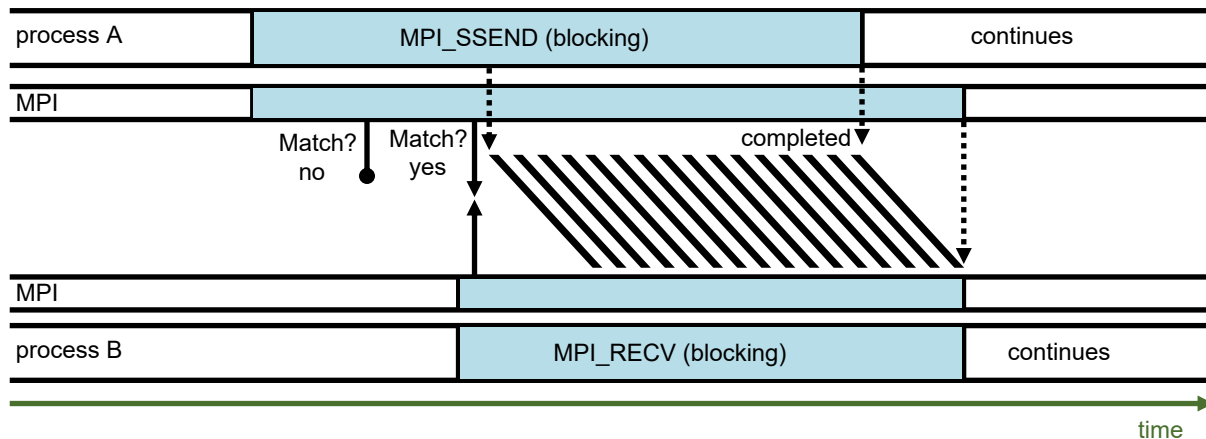 process A
MPI_SSEND (blocking)
continues
MPI
Match?
no
Match?
yes
completed
MPI
process B
MPI_RECV (blocking)
continues
time